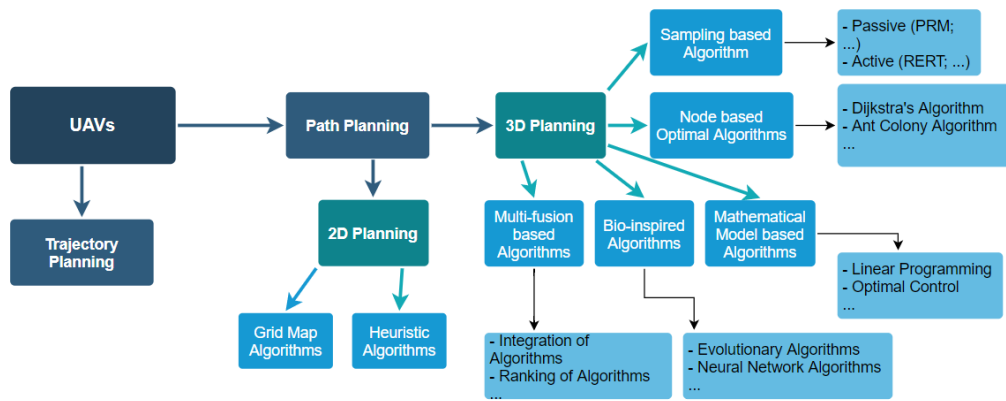 Sampling based
Algorithm
- Passive (PRM;
...)
- Active (RERT; ...)
UAVs
Path Planning
3D Planning
Node based
Optimal Algorithms
- Dijkstra's Algorithm
- Ant Colony Algorithm
...
Trajectory
Planning
2D Planning
Multi-fusion
based
Algorithms
Bio-inspired
Algorithms
Mathematical
Model based
Algorithms
- Linear Programming
- Optimal Control
...
Grid Map
Algorithms
Heuristic
Algorithms
- Integration of
Algorithms
- Ranking of Algorithms
...
- Evolutionary Algorithms
- Neural Network Algorithms
...